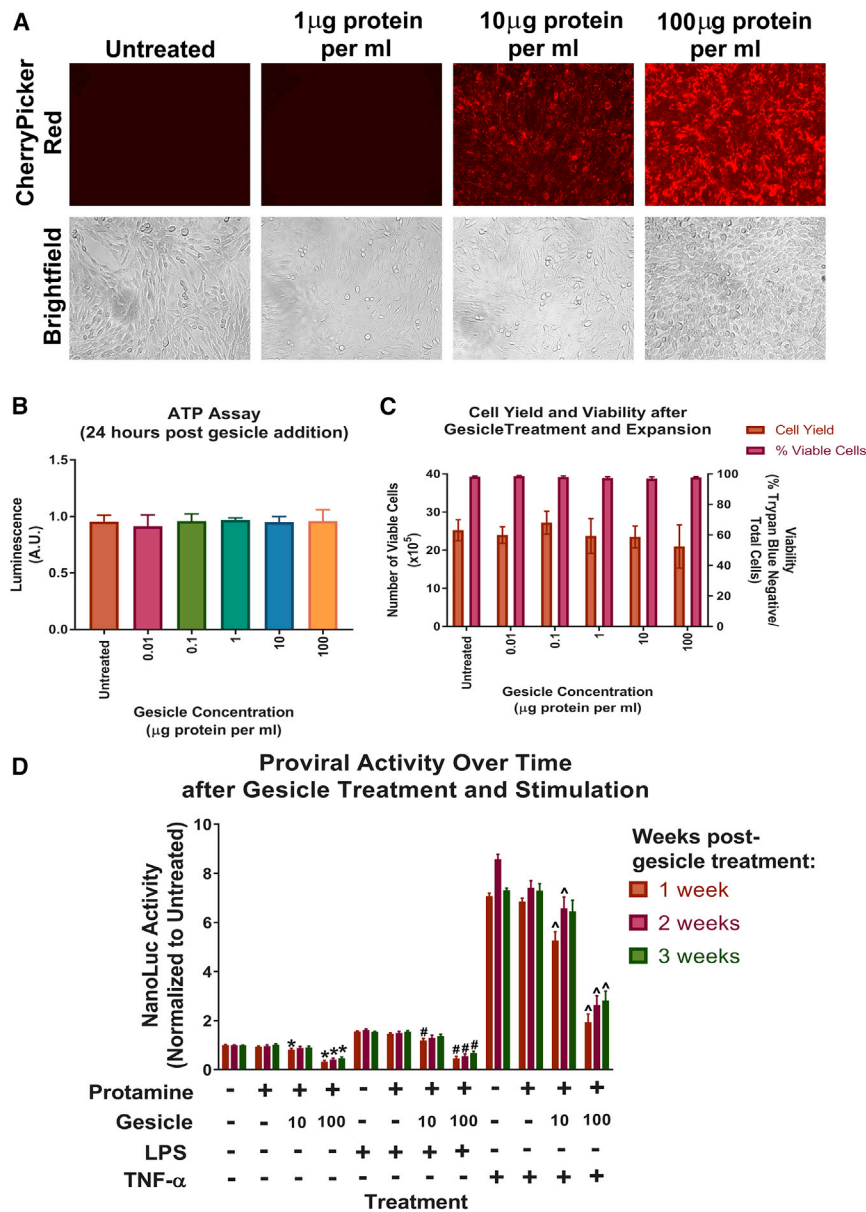 A
Untreated
1μg protein
per ml
10μg protein
per ml
100μg protein
per ml
CherryPicker
Red
Brightfield
B
ATP Assay
(24 hours post gesicle addition)
Luminescence
(A.U.)
1.5
1.0
0.5
0.0
Untreated
0.01
0.1
1
10
100
Gesicle Concentration
(μg protein per ml)
C
Cell Yield and Viability after
GesicleTreatment and Expansion
Cell Yield
% Viable Cells
Number of Viable Cells
(x10⁵)
40
30
20
10
0
100
80
60
40
20
0
Viability
(% Trypan Blue Negative/
Total Cells)
Untreated
0.01
0.1
1
10
100
Gesicle Concentration
(μg protein per ml)
D
Proviral Activity Over Time
after Gesicle Treatment and Stimulation
NanoLuc Activity
(Normalized to Untreated)
10
8
6
4
2
0
* * * * # # # # ^ ^ ^ ^ ^
Weeks post-
gesicle treatment:
1 week
2 weeks
3 weeks
Protamine - + + + - + + + - + + +
Gesicle - - 10 100 - - 10 100 - - 10 100
LPS - - - - + + + + - - - -
TNF-α - - - - - - - - + + + +
Treatment